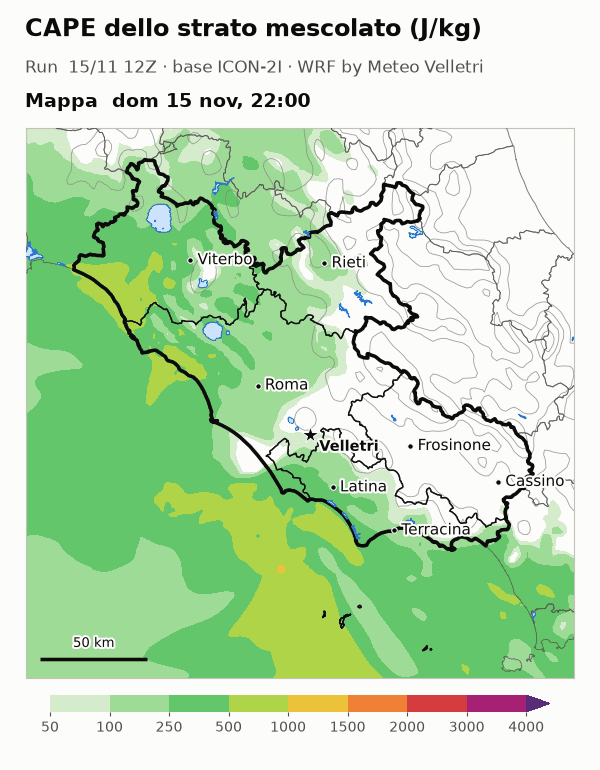 CAPE dello strato mescolato (J/kg)
Run  15/11 12Z · base ICON-2I · WRF by Meteo Velletri
Mappa  dom 15 nov, 22:00
Viterbo
Rieti
Roma
Velletri
Frosinone
Cassino
Latina
Terracina
50 km
50 100 250 500 1000 1500 2000 3000 4000